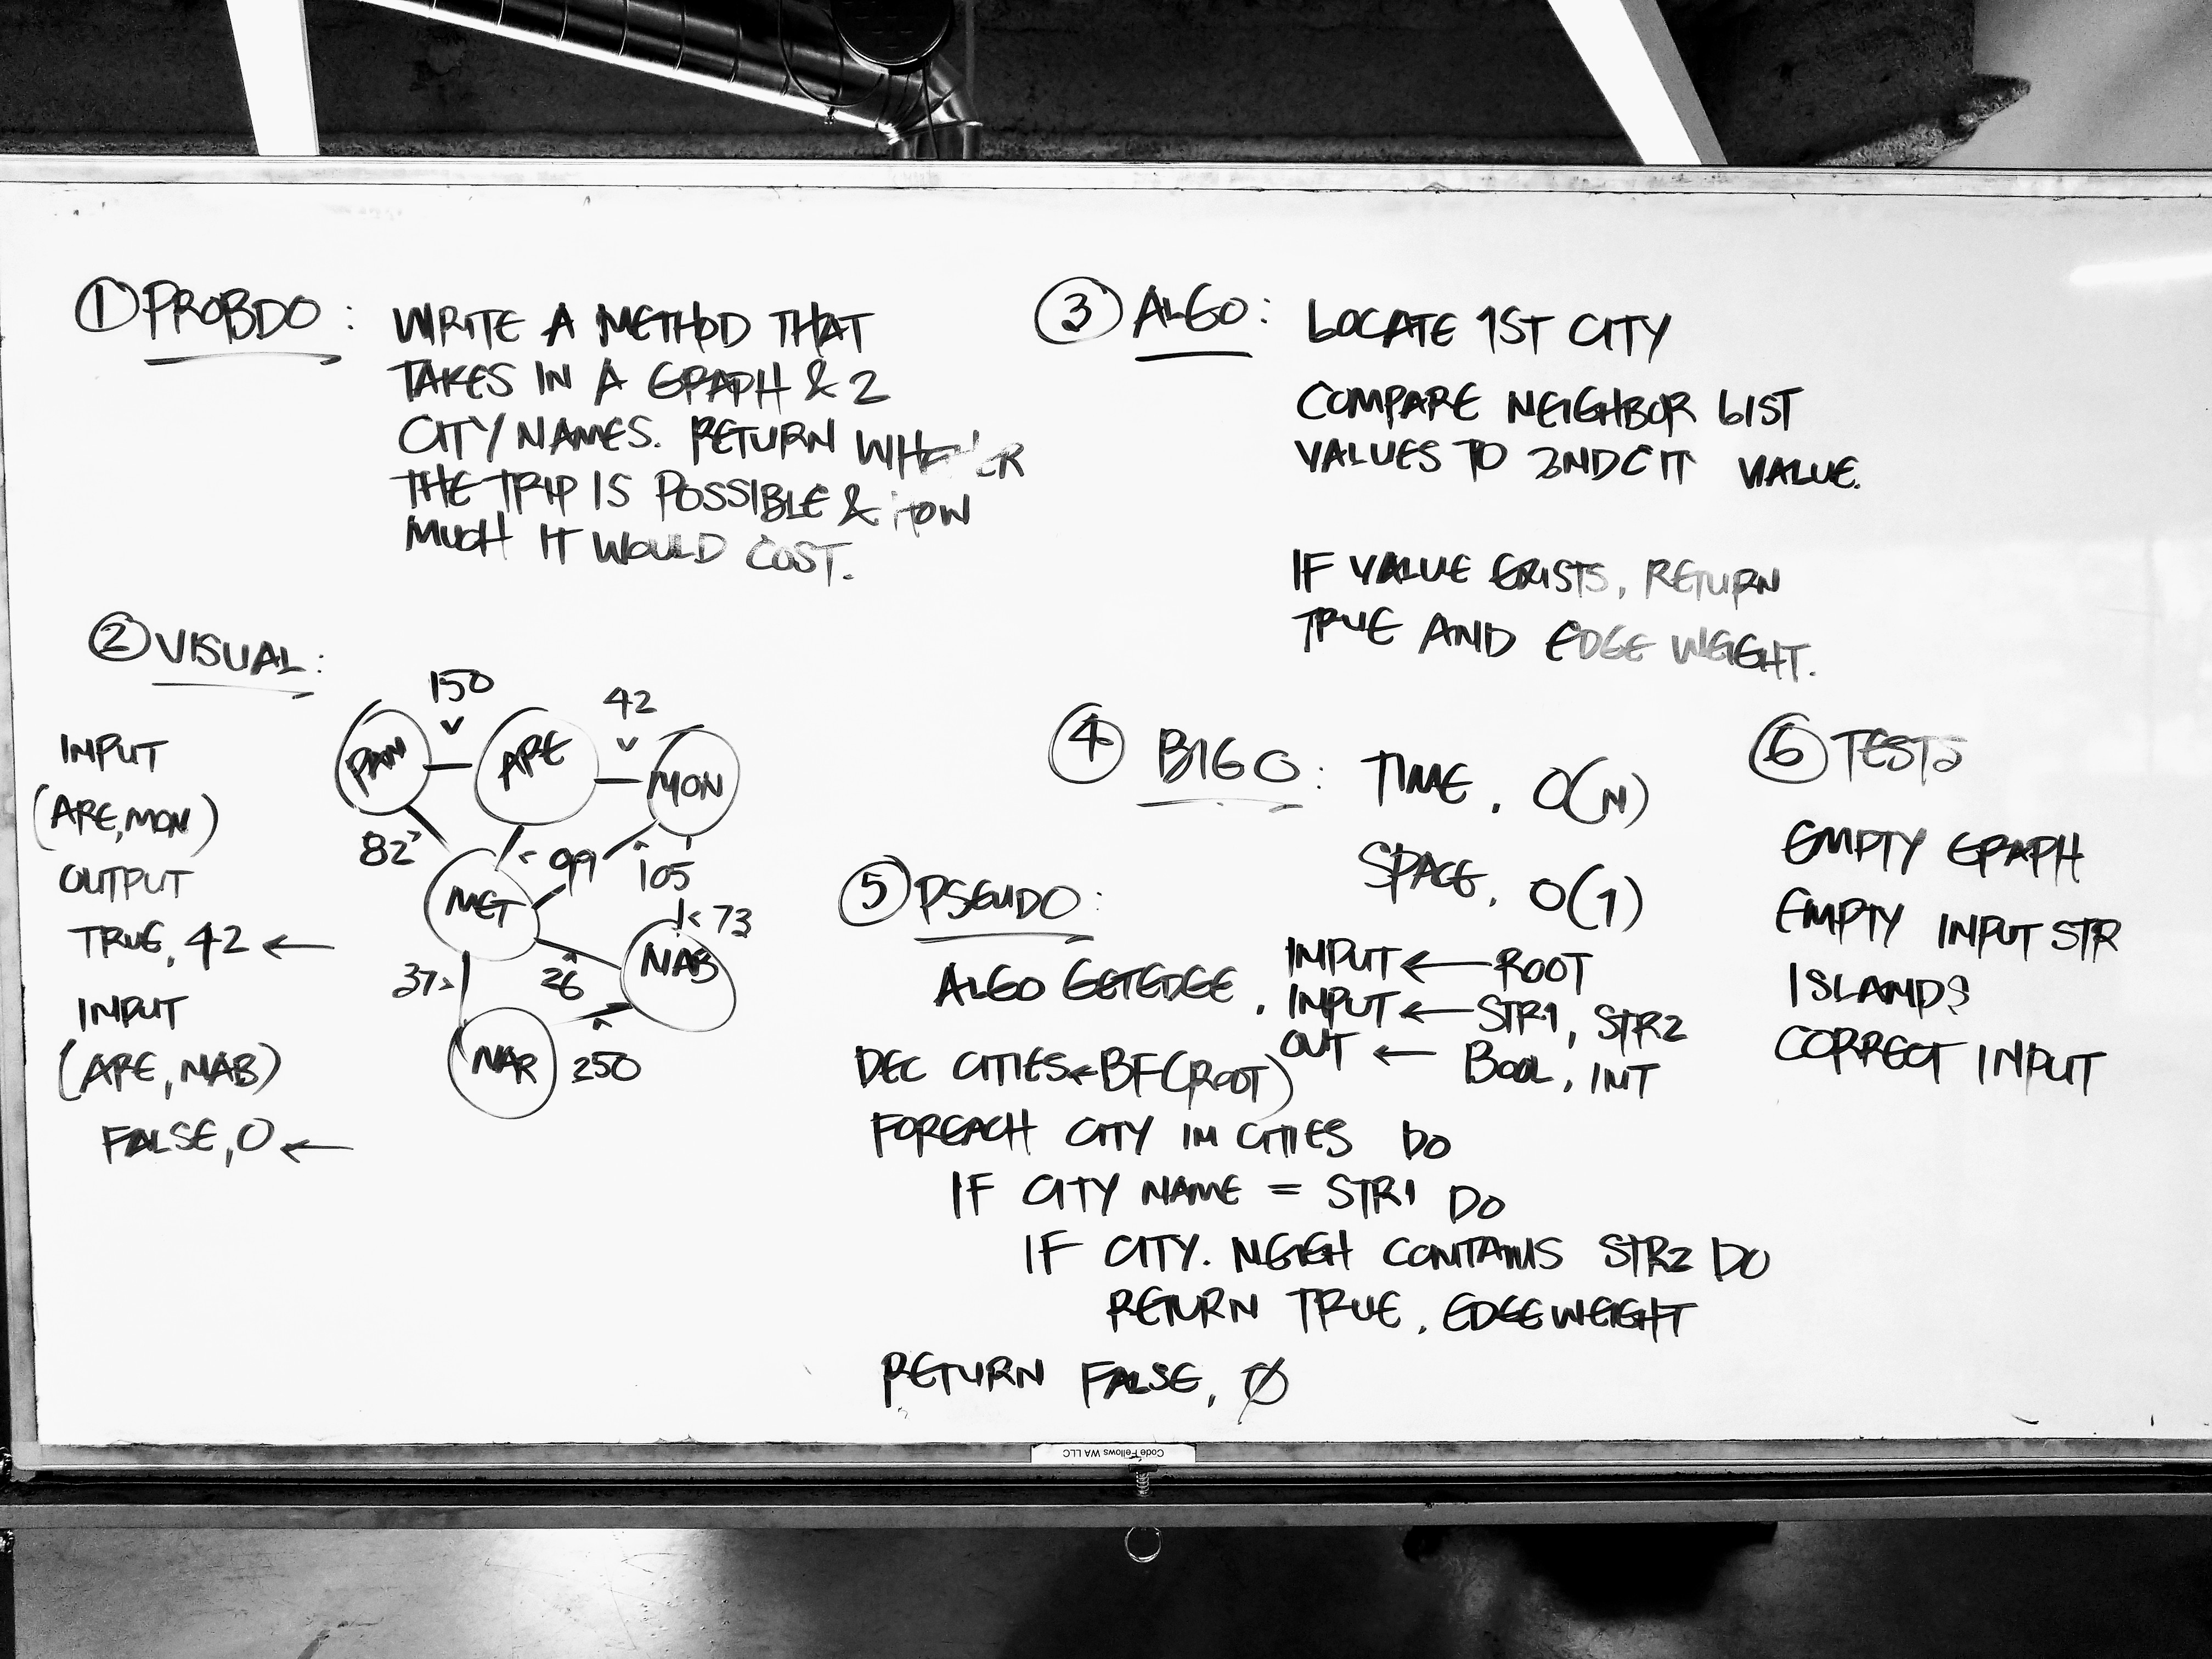 ① PROBDO:
WRITE A METHOD THAT
TAKES IN A GRAPH & 2
CITY NAMES. RETURN WHETHER
THE TRIP IS POSSIBLE & HOW
MUCH IT WOULD COST.
② VISUAL:
INPUT
(ARE, MON)
OUTPUT
TRUE, 42 ←
INPUT
(ARE, NAB)
FALSE, 0 ←
150
42
PAN
ARE
MON
82
99
105
MET
73
37
26
NAB
NAR
250
③ ALGO:
LOCATE 1ST CITY
COMPARE NEIGHBOR LIST
VALUES TO 2NDCIT VALUE.
IF VALUE EXISTS, RETURN
TRUE AND EDGE WEIGHT.
④ BIG O:
TIME, O(N)
SPACE, O(1)
⑤ PSEUDO:
ALGO GETEDGE,
INPUT ← ROOT
INPUT ← STR1, STR2
OUT ← BOOL, INT
DEC CITIES ← BF(ROOT)
FOREACH CITY IN CITIES DO
IF CITY NAME = STR1 DO
IF CITY. NEIGH CONTAINS STR2 DO
RETURN TRUE, EDGEWEIGHT
RETURN FALSE, Ø
⑥ TESTS
EMPTY GRAPH
EMPTY INPUT STR
ISLANDS
CORRECT INPUT
Code Fellows WA LLC